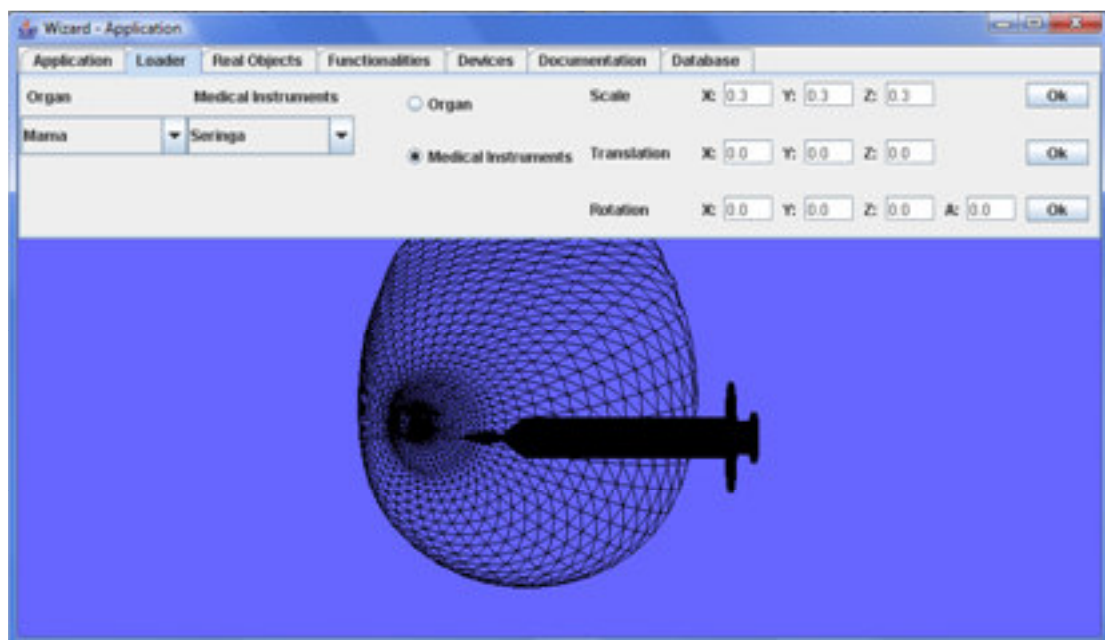 Wizard - Application
Application Loader Real Objects Functionalities Devices Documentation Database
Organ Medical Instruments Organ Scale X: 0.3 Y: 0.3 Z: 0.3 Ok
Mama Seringa Medical Instruments Translation X: 0.0 Y: 0.0 Z: 0.0 Ok
Rotation X: 0.0 Y: 0.0 Z: 0.0 A: 0.0 Ok